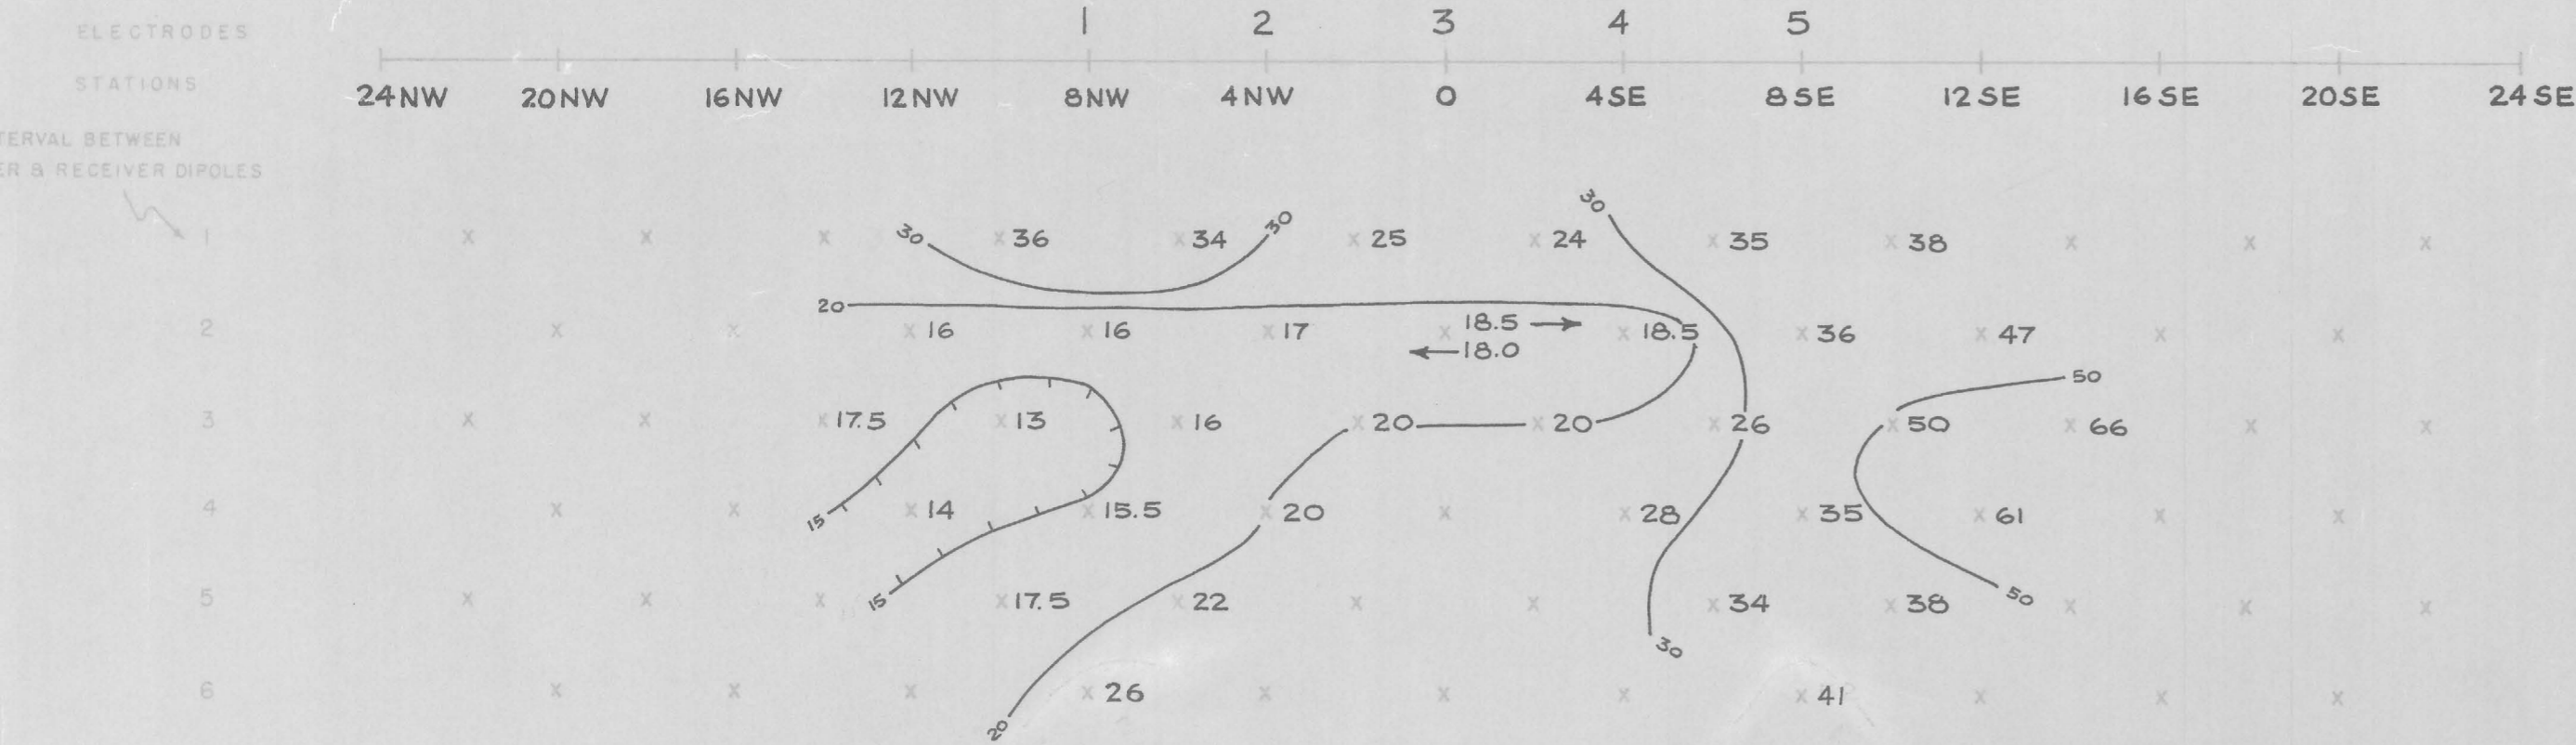 ELECTRODES 1 2 3 4 5
STATIONS
24NW 20NW 16NW 12NW 8NW 4NW 0 4SE 8SE 12SE 16SE 20SE 24SE
TERVAL BETWEEN
ER & RECEIVER DIPOLES
30 30 30
1 x x x x 36 x 34 x 25 x 24 x 35 x 38 x x x
20
2 x x x 16 x 16 x 17 x 18.5 → x 18.5 x 36 x 47 x x
← 18.0
50
3 x x x 17.5 x 13 x 16 x 20 x 20 x 26 x 50 x 66 x x
4 x x x 14 x 15.5 x 20 x x 28 x 35 x 61 x x
15
5 x x x x 17.5 x 22 x x x 34 x 38 x x x
15 50
30
6 x x x x 26 x x x x 41 x x x
20